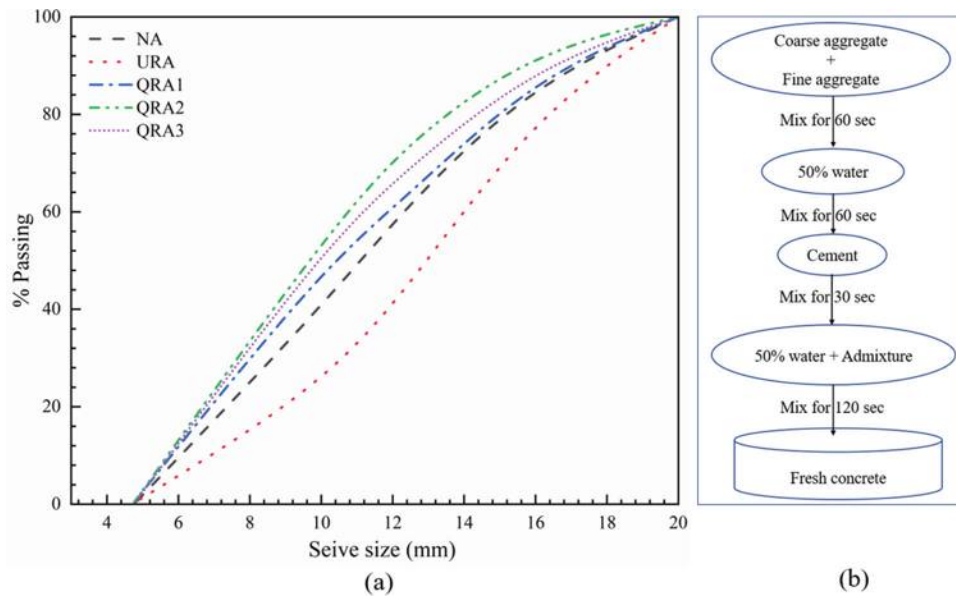 100
80
60
40
20
0
% Passing
NA
URA
QRA1
QRA2
QRA3
4 6 8 10 12 14 16 18 20
Seive size (mm)
(a)
Coarse aggregate
+
Fine aggregate
Mix for 60 sec
50% water
Mix for 60 sec
Cement
Mix for 30 sec
50% water + Admixture
Mix for 120 sec
Fresh concrete
(b)